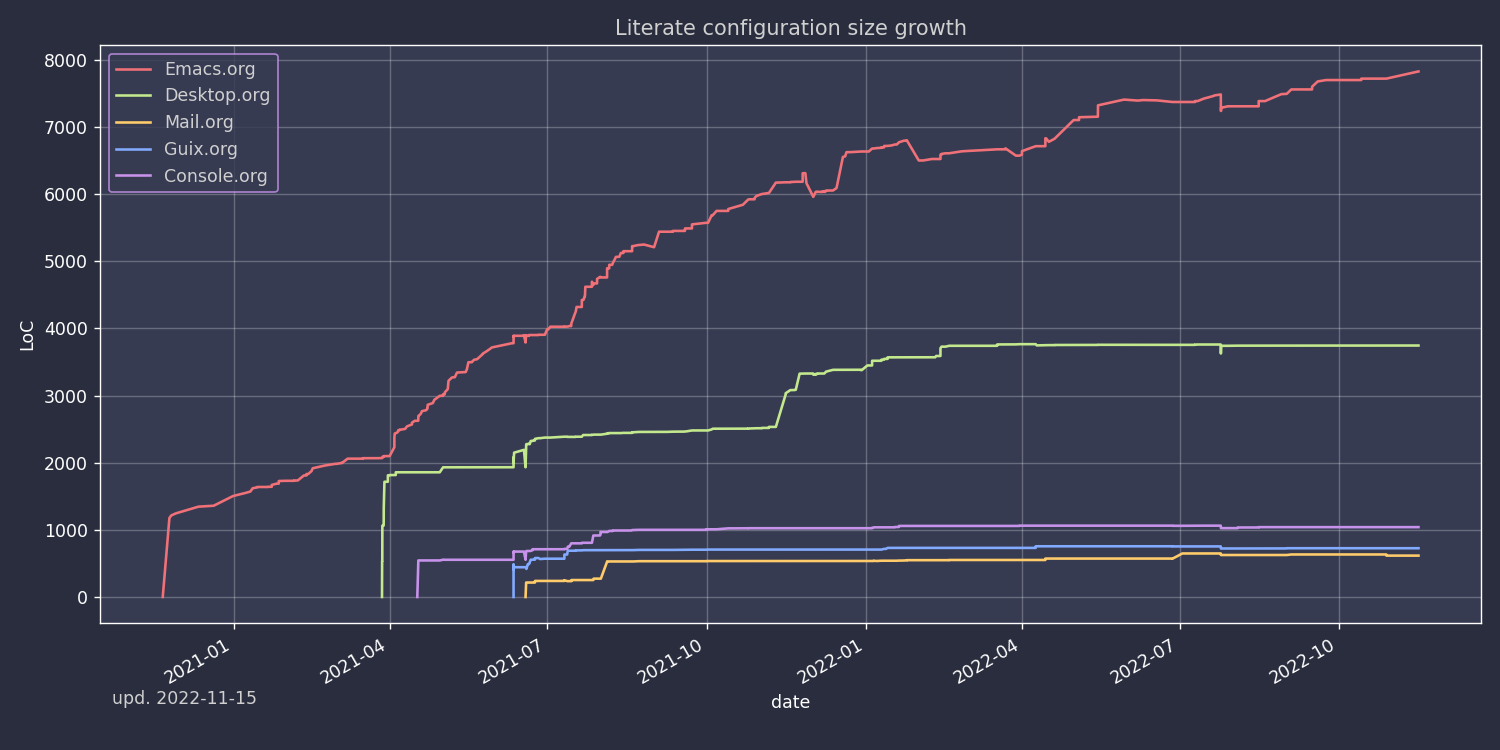 Literate configuration size growth
Emacs.org
Desktop.org
Mail.org
Guix.org
Console.org
8000
7000
6000
5000
4000
3000
2000
1000
0
LoC
2021-01
2021-04
2021-07
2021-10
2022-01
2022-04
2022-07
2022-10
date
upd. 2022-11-15